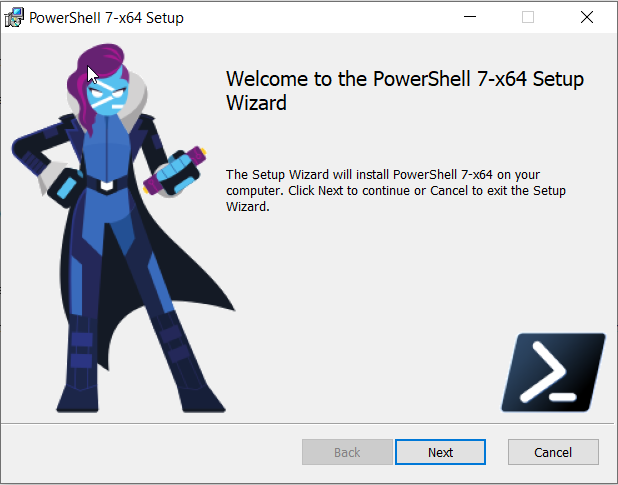 PowerShell 7-x64 Setup
Welcome to the PowerShell 7-x64 Setup
Wizard
The Setup Wizard will install PowerShell 7-x64 on your
computer. Click Next to continue or Cancel to exit the Setup
Wizard.
Back
Next
Cancel